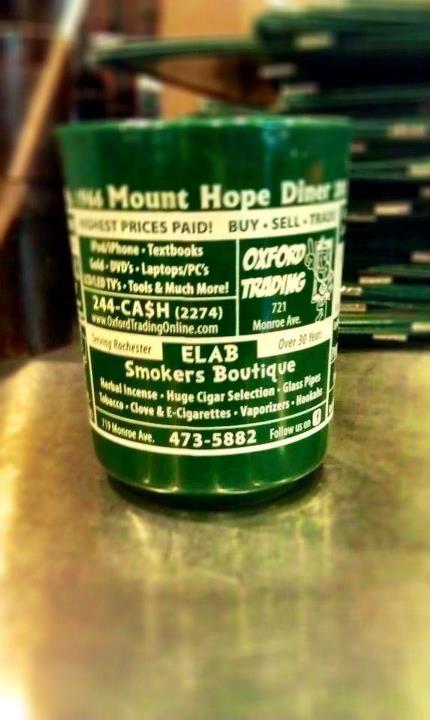 1966 Mount Hope Diner
HIGHEST PRICES PAID! BUY • SELL • TRADE
iPod/iPhone • Textbooks
Gold • DVD's • Laptops/PC's
LCD/LED TVs • Tools & Much More!
244-CA$H (2274)
www.OxfordTradingOnline.com
OXFORD
TRADING
721
Monroe Ave.
Serving Rochester
Over 30 Years
ELAB
Smokers Boutique
Herbal Incense • Huge Cigar Selection • Glass Pipes
Tobacco • Clove & E-Cigarettes • Vaporizers • Hookahs
719 Monroe Ave. 473-5882 Follow us on f